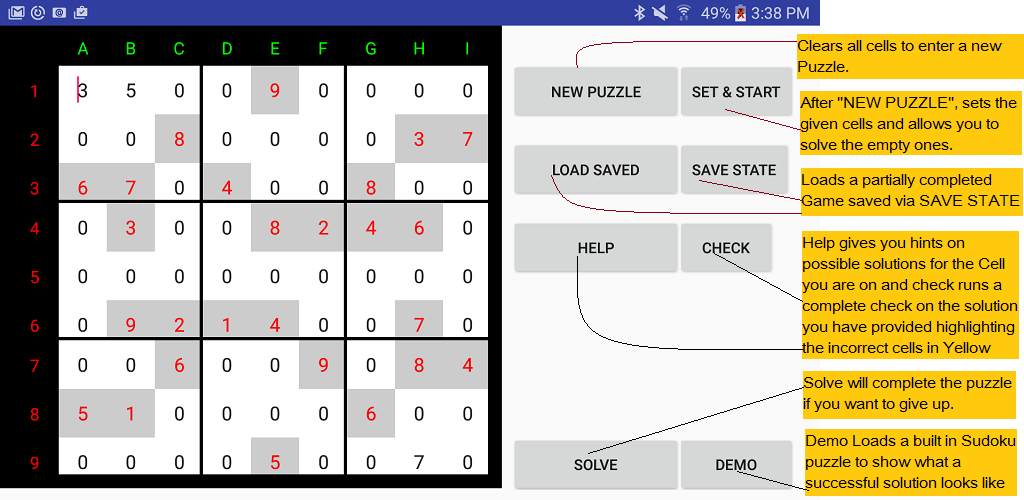 49% 3:38 PM
A B C D E F G H I
1 3 5 0 0 9 0 0 0 0
2 0 0 8 0 0 0 0 3 7
3 6 7 0 4 0 0 8 0 0
4 0 3 0 0 8 2 4 6 0
5 0 0 0 0 0 0 0 0 0
6 0 9 2 1 4 0 0 7 0
7 0 0 6 0 0 9 0 8 4
8 5 1 0 0 0 0 6 0 0
9 0 0 0 0 5 0 0 7 0
NEW PUZZLE SET & START
LOAD SAVED SAVE STATE
HELP CHECK
SOLVE DEMO
Clears all cells to enter a new
Puzzle.
After "NEW PUZZLE", sets the
given cells and allows you to
solve the empty ones.
Loads a partially completed
Game saved via SAVE STATE
Help gives you hints on
possible solutions for the Cell
you are on and check runs a
complete check on the solution
you have provided highlighting
the incorrect cells in Yellow
Solve will complete the puzzle
if you want to give up.
Demo Loads a built in Sudoku
puzzle to show what a
successful solution looks like